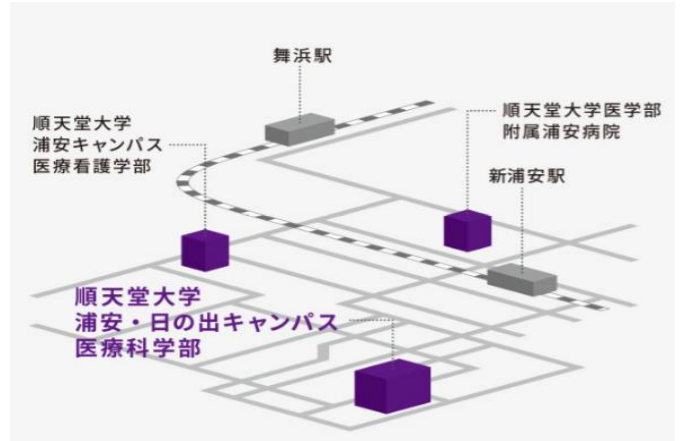 舞浜駅
順天堂大学
浦安キャンパス
医療看護学部
順天堂大学医学部
附属浦安病院
新浦安駅
順天堂大学
浦安・日の出キャンパス
医療科学部